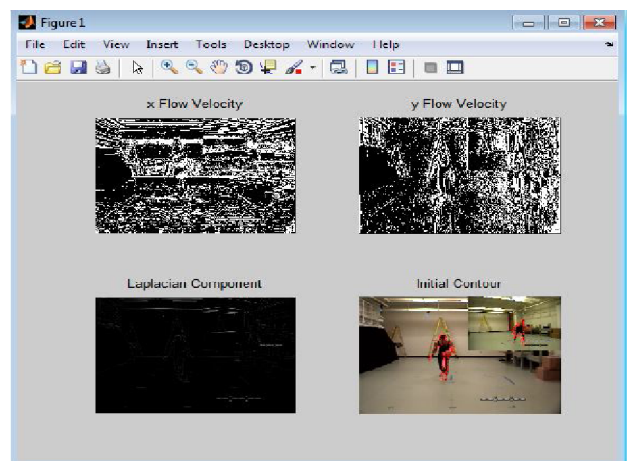 Figure 1
File Edit View Insert Tools Desktop Window Help
x Flow Velocity
y Flow Velocity
Laplacian Component
Initial Contour